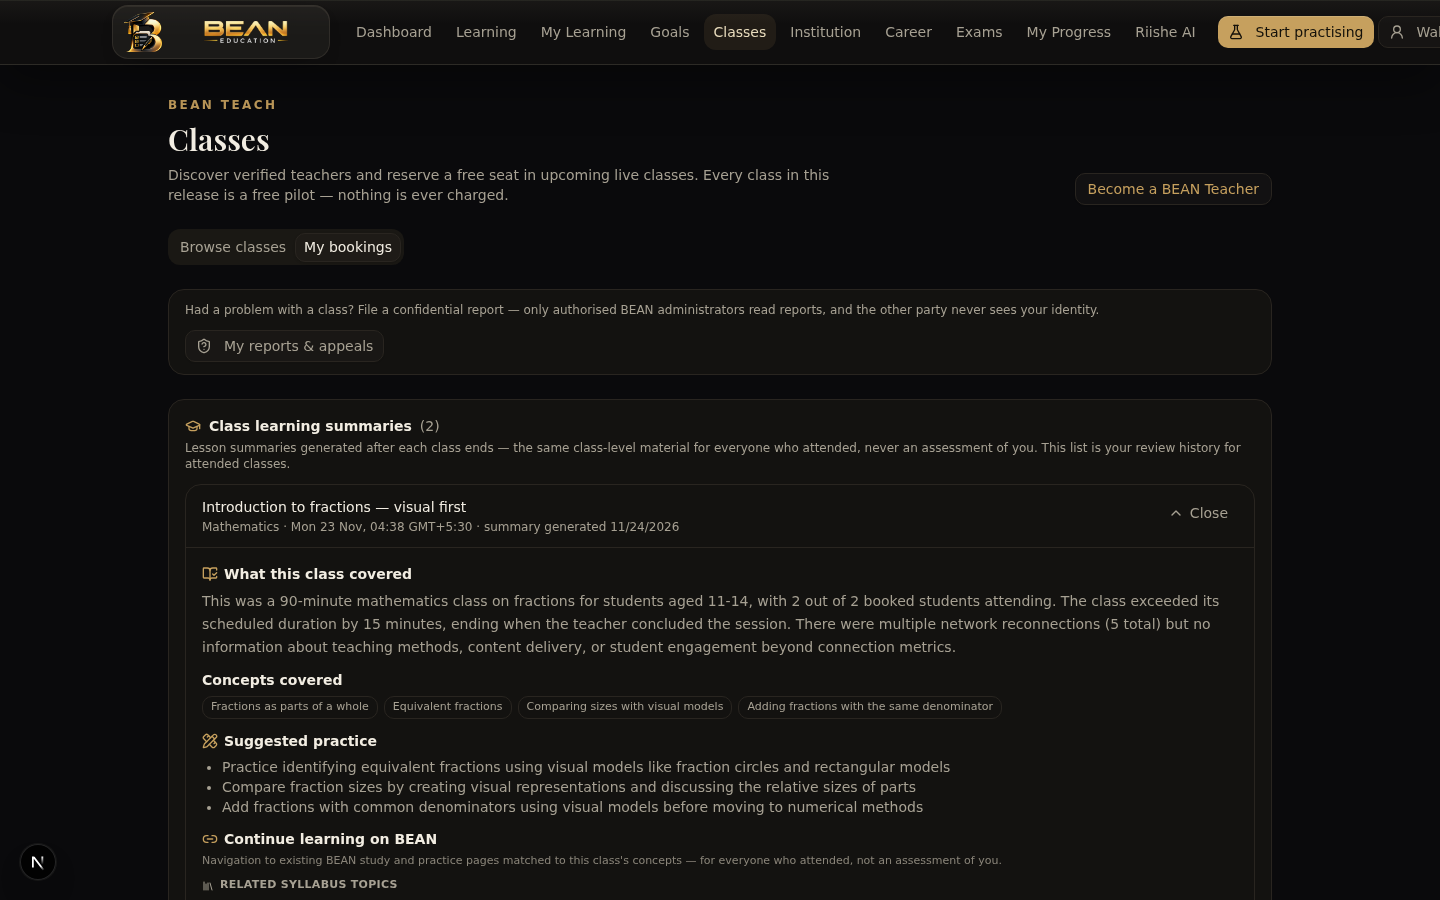 BEAN
EDUCATION
Dashboard
Learning
My Learning
Goals
Classes
Institution
Career
Exams
My Progress
Riishe AI
Start practising
BEAN TEACH
Classes
Discover verified teachers and reserve a free seat in upcoming live classes. Every class in this
release is a free pilot — nothing is ever charged.
Become a BEAN Teacher
Browse classes
My bookings
Had a problem with a class? File a confidential report — only authorised BEAN administrators read reports, and the other party never sees your identity.
My reports & appeals
Class learning summaries (2)
Lesson summaries generated after each class ends — the same class-level material for everyone who attended, never an assessment of you. This list is your review history for
attended classes.
Introduction to fractions — visual first
Mathematics · Mon 23 Nov, 04:38 GMT+5:30 · summary generated 11/24/2026
Close
What this class covered
This was a 90-minute mathematics class on fractions for students aged 11-14, with 2 out of 2 booked students attending. The class exceeded its
scheduled duration by 15 minutes, ending when the teacher concluded the session. There were multiple network reconnections (5 total) but no
information about teaching methods, content delivery, or student engagement beyond connection metrics.
Concepts covered
Fractions as parts of a whole
Equivalent fractions
Comparing sizes with visual models
Adding fractions with the same denominator
Suggested practice
• Practice identifying equivalent fractions using visual models like fraction circles and rectangular models
• Compare fraction sizes by creating visual representations and discussing the relative sizes of parts
• Add fractions with common denominators using visual models before moving to numerical methods
Continue learning on BEAN
Navigation to existing BEAN study and practice pages matched to this class's concepts — for everyone who attended, not an assessment of you.
RELATED SYLLABUS TOPICS